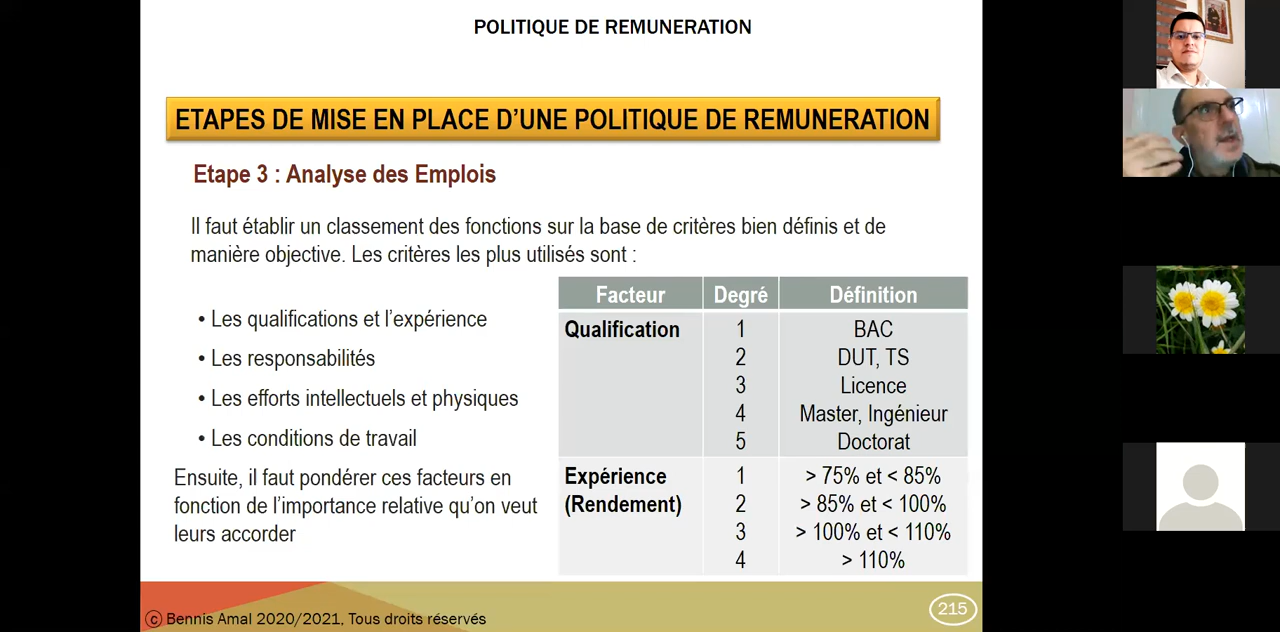 POLITIQUE DE REMUNERATION
ETAPES DE MISE EN PLACE D’UNE POLITIQUE DE REMUNERATION
Etape 3 : Analyse des Emplois
Il faut établir un classement des fonctions sur la base de critères bien définis et de
manière objective. Les critères les plus utilisés sont :
• Les qualifications et l’expérience
• Les responsabilités
• Les efforts intellectuels et physiques
• Les conditions de travail
Ensuite, il faut pondérer ces facteurs en
fonction de l’importance relative qu’on veut
leurs accorder
Facteur Degré Définition
Qualification 1 BAC
2 DUT, TS
3 Licence
4 Master, Ingénieur
5 Doctorat
Expérience 1 > 75% et < 85%
(Rendement) 2 > 85% et < 100%
3 > 100% et < 110%
4 > 110%
© Bennis Amal 2020/2021, Tous droits réservés
215